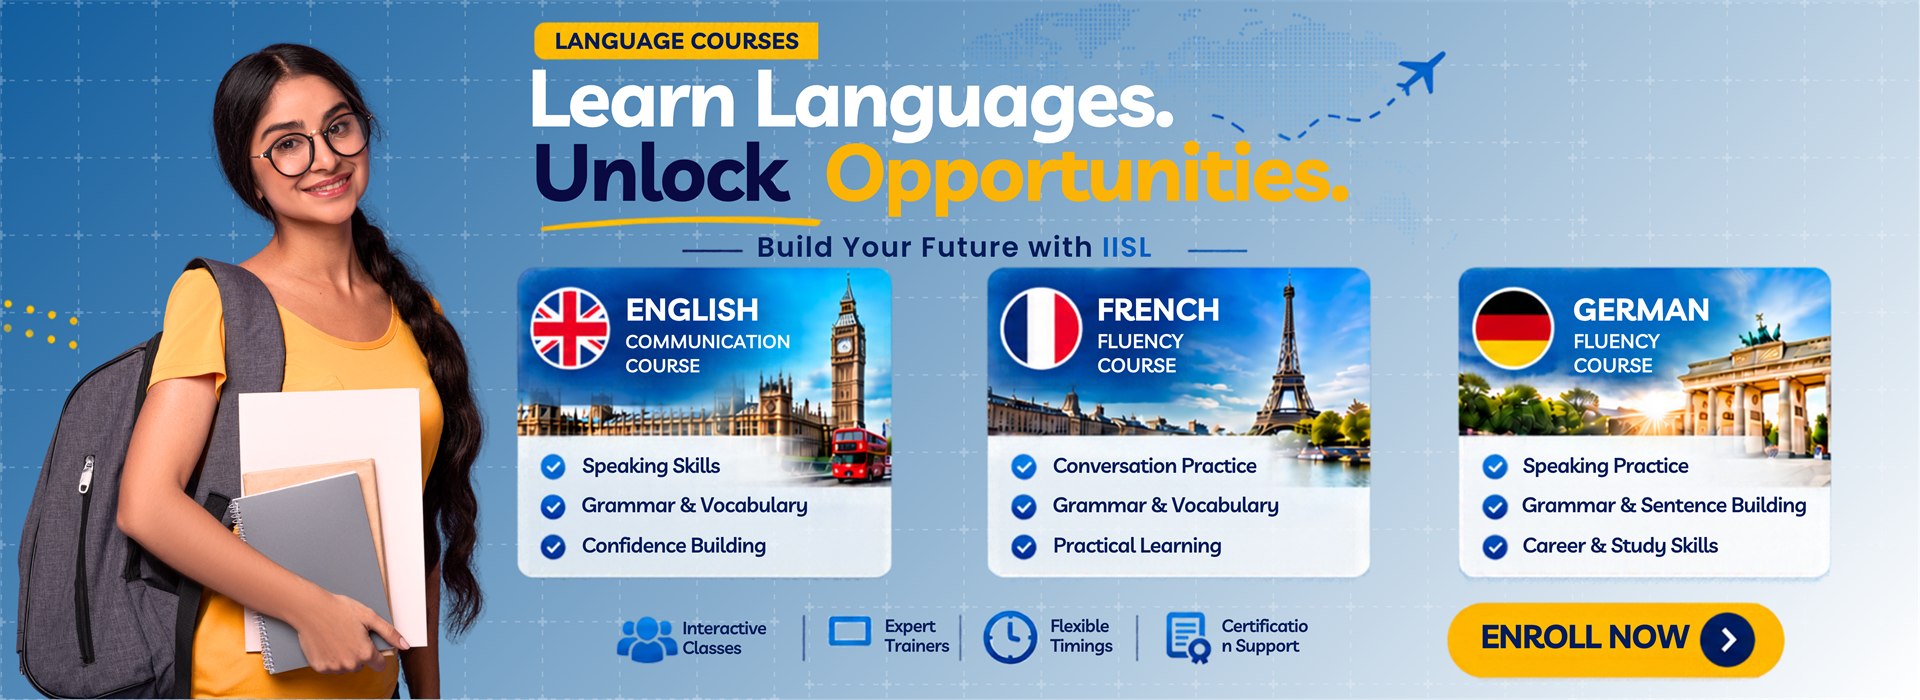 LANGUAGE COURSES
Learn Languages.
Unlock Opportunities.
Build Your Future with IISL
ENGLISH
COMMUNICATION
COURSE
Speaking Skills
Grammar & Vocabulary
Confidence Building
FRENCH
FLUENCY
COURSE
Conversation Practice
Grammar & Vocabulary
Practical Learning
GERMAN
FLUENCY
COURSE
Speaking Practice
Grammar & Sentence Building
Career & Study Skills
Interactive
Classes
Expert
Trainers
Flexible
Timings
Certificatio
n Support
ENROLL NOW